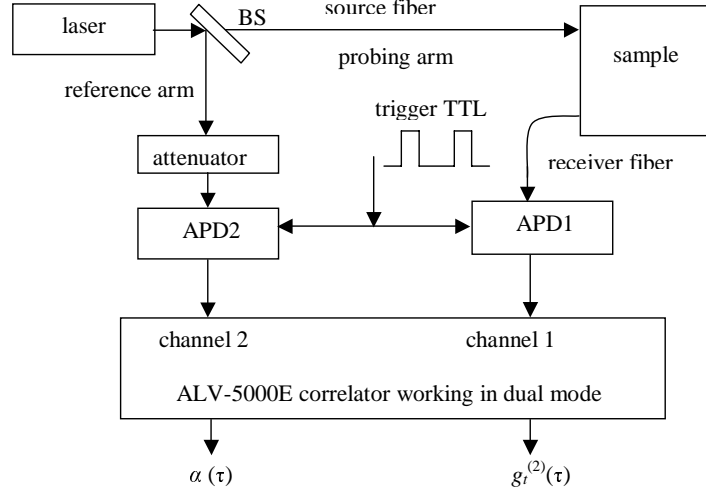 laser
BS
source fiber
probing arm
sample
reference arm
trigger TTL
attenuator
receiver fiber
APD2
APD1
channel 2
channel 1
ALV-5000E correlator working in dual mode
α (τ)
gₜ⁽²⁾(τ)